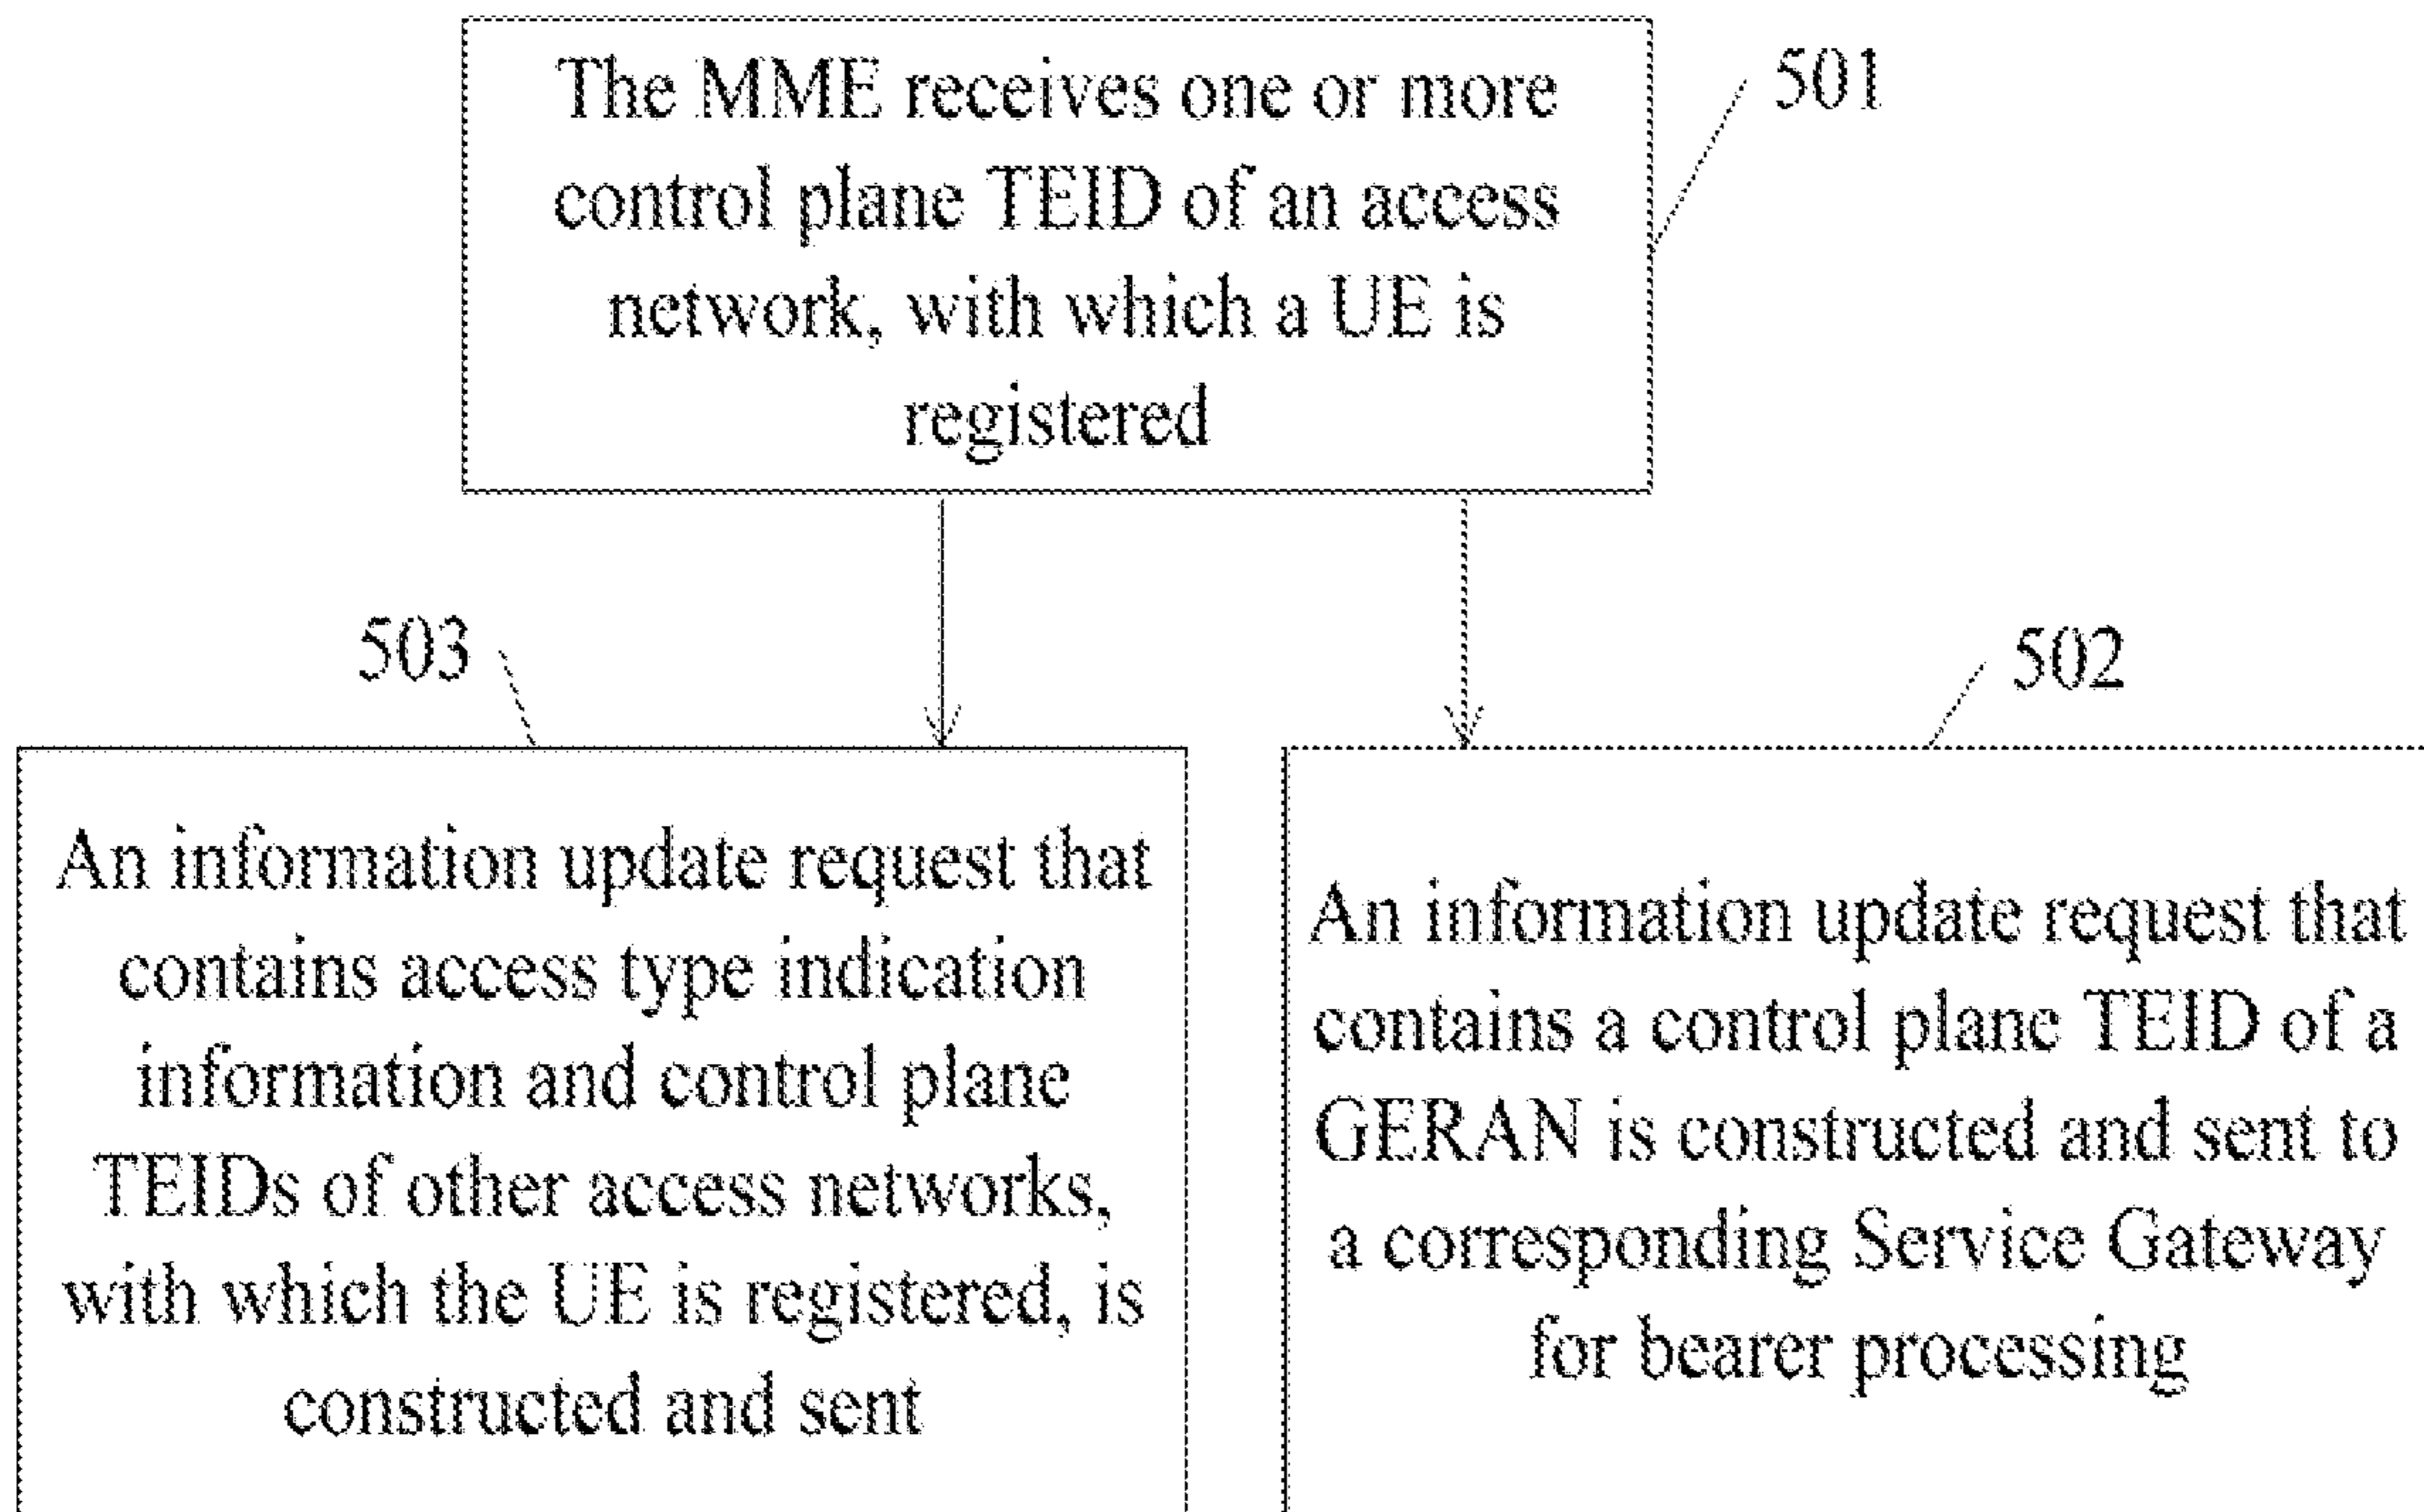 The MME receives one or more
control plane TEID of an access
network, with which a UE is
registered
501
503
502
An information update request that
contains access type indication
information and control plane
TEIDs of other access networks,
with which the UE is registered, is
constructed and sent
An information update request that
contains a control plane TEID of a
GERAN is constructed and sent to
a corresponding Service Gateway
for bearer processing